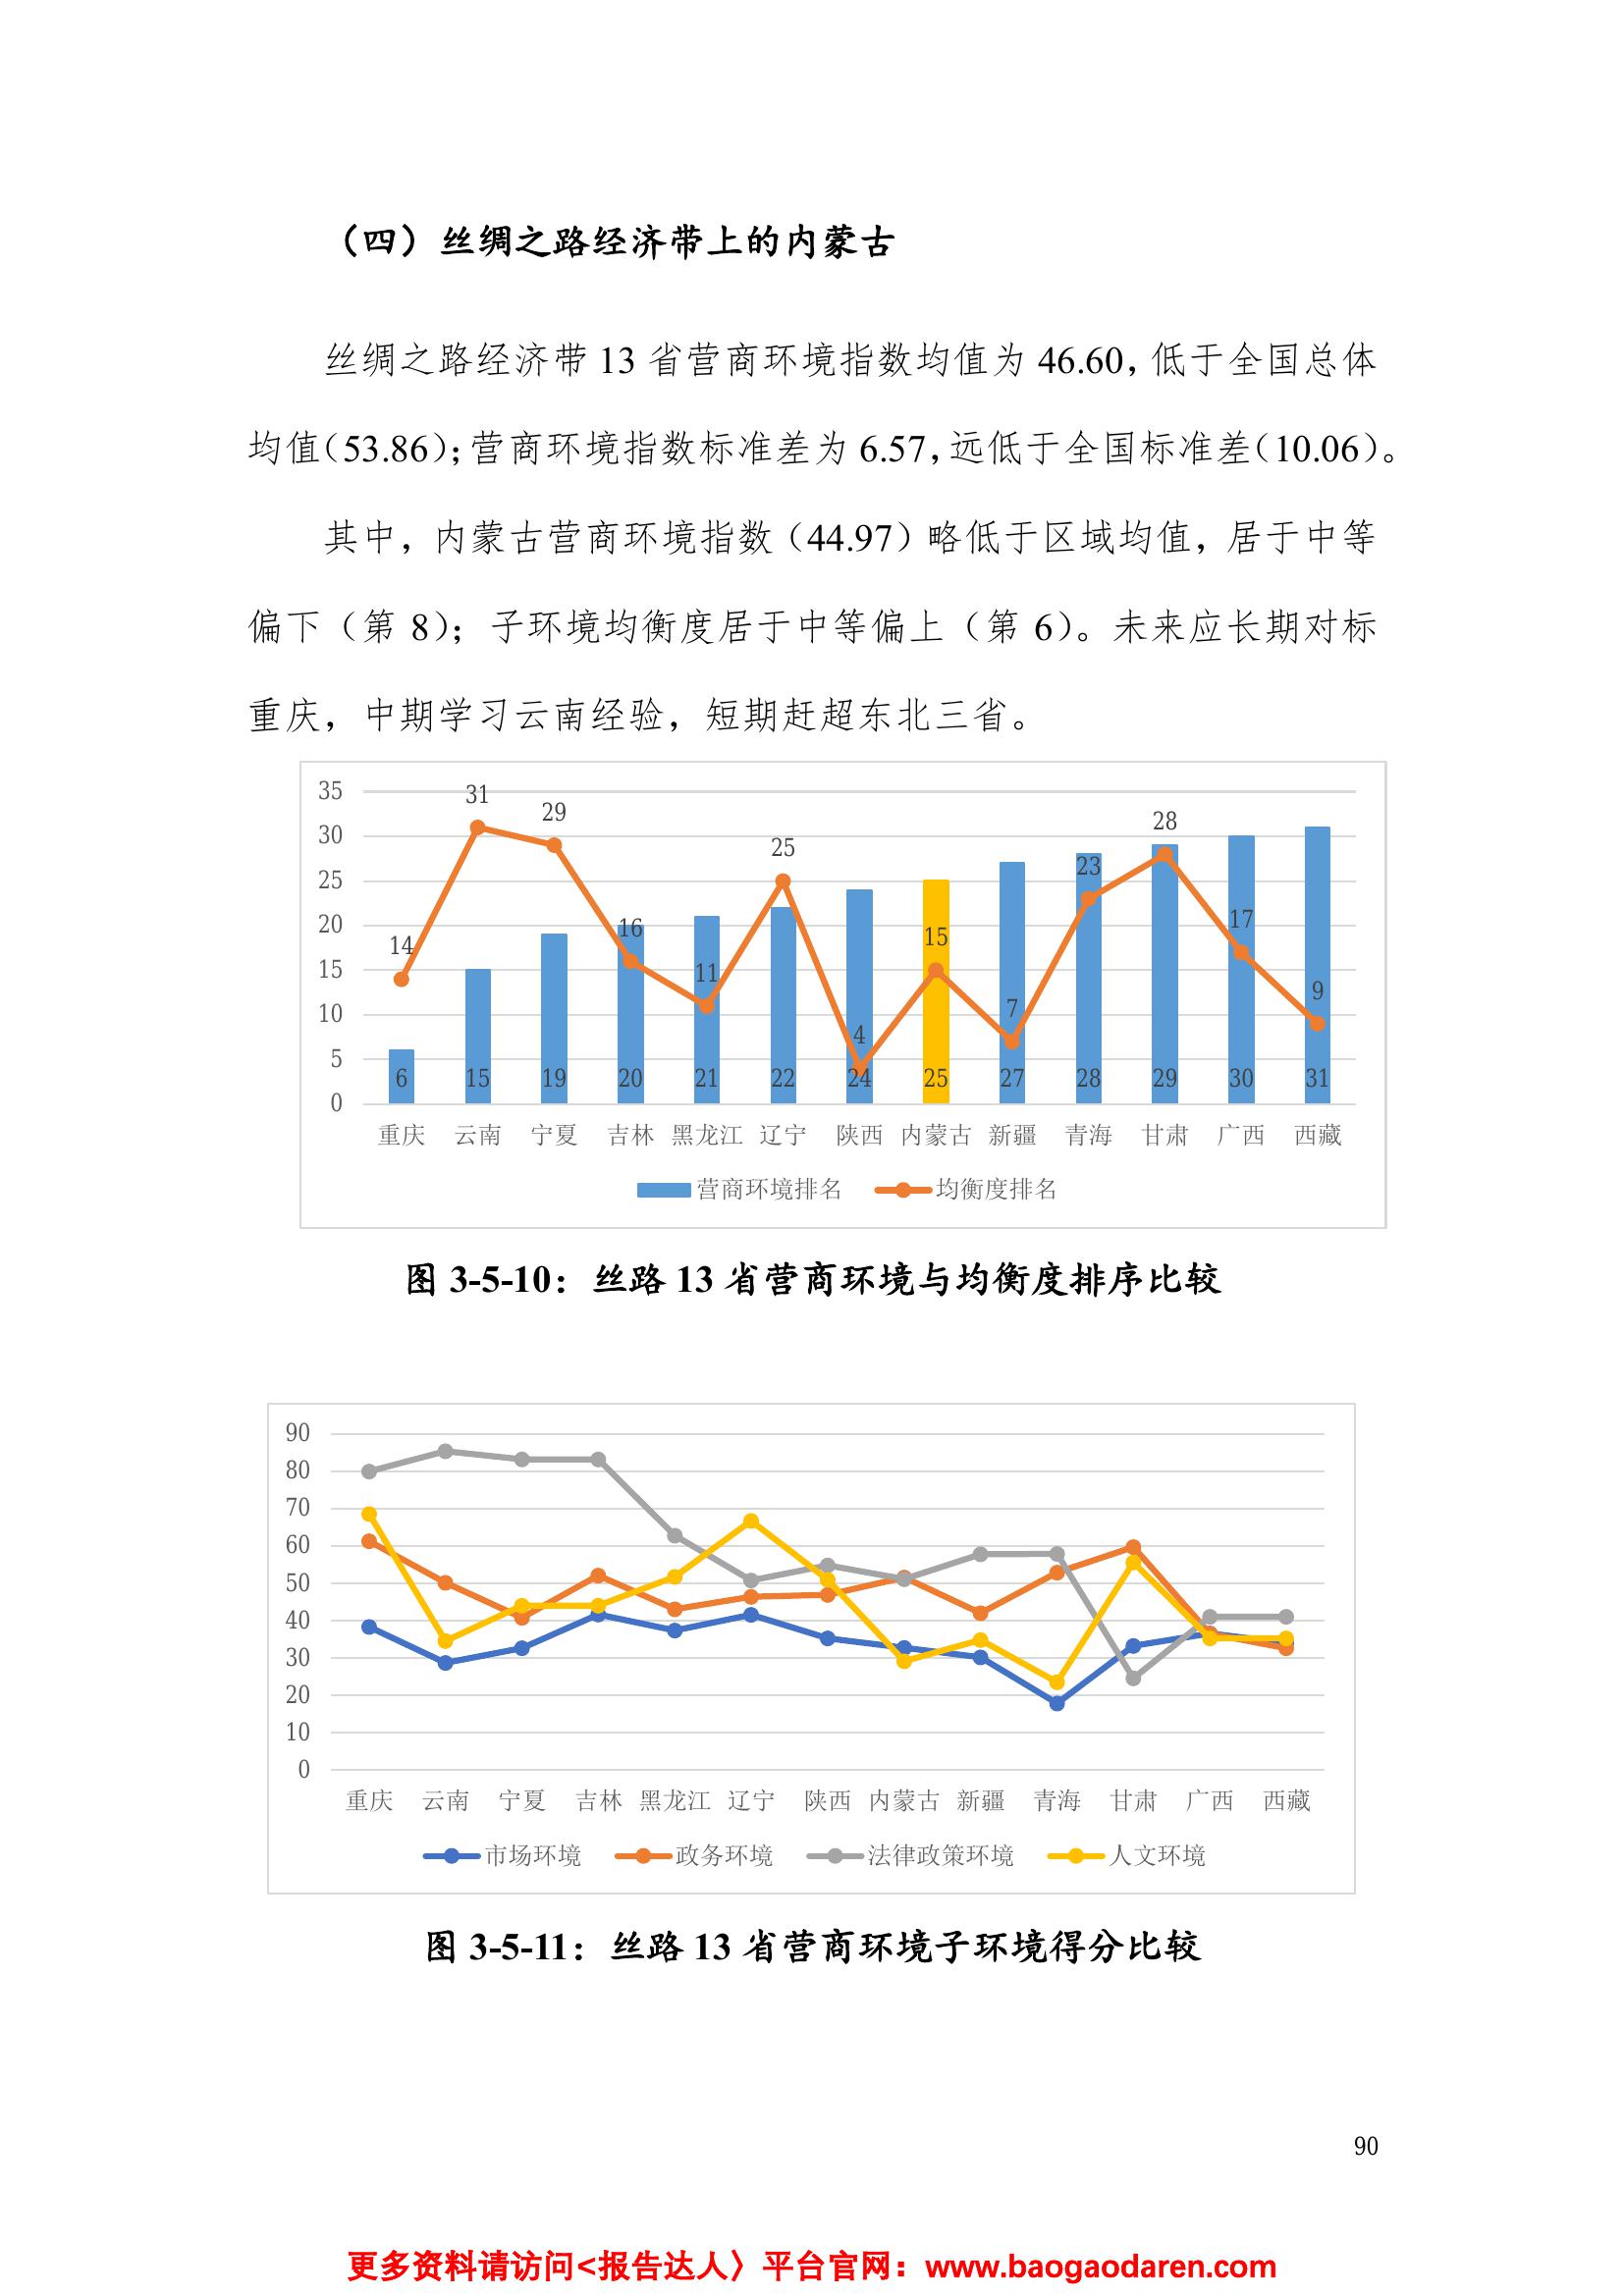 （四）丝绸之路经济带上的内蒙古
丝绸之路经济带 13 省营商环境指数均值为 46.60，低于全国总体
均值（53.86）；营商环境指数标准差为 6.57，远低于全国标准差（10.06）。
其中，内蒙古营商环境指数（44.97）略低于区域均值，居于中等
偏下（第 8）；子环境均衡度居于中等偏上（第 6）。未来应长期对标
重庆，中期学习云南经验，短期赶超东北三省。
35
30
25
20
15
10
5
0
14 31 29 16 11 25 4 15 7 23 28 17 9
6 15 19 20 21 22 24 25 27 28 29 30 31
重庆 云南 宁夏 吉林 黑龙江 辽宁 陕西 内蒙古 新疆 青海 甘肃 广西 西藏
营商环境排名 均衡度排名
图 3-5-10：丝路 13 省营商环境与均衡度排序比较
90
80
70
60
50
40
30
20
10
0
重庆 云南 宁夏 吉林 黑龙江 辽宁 陕西 内蒙古 新疆 青海 甘肃 广西 西藏
市场环境 政务环境 法律政策环境 人文环境
图 3-5-11：丝路 13 省营商环境子环境得分比较
90
更多资料请访问<报告达人〉平台官网：www.baogaodaren.com